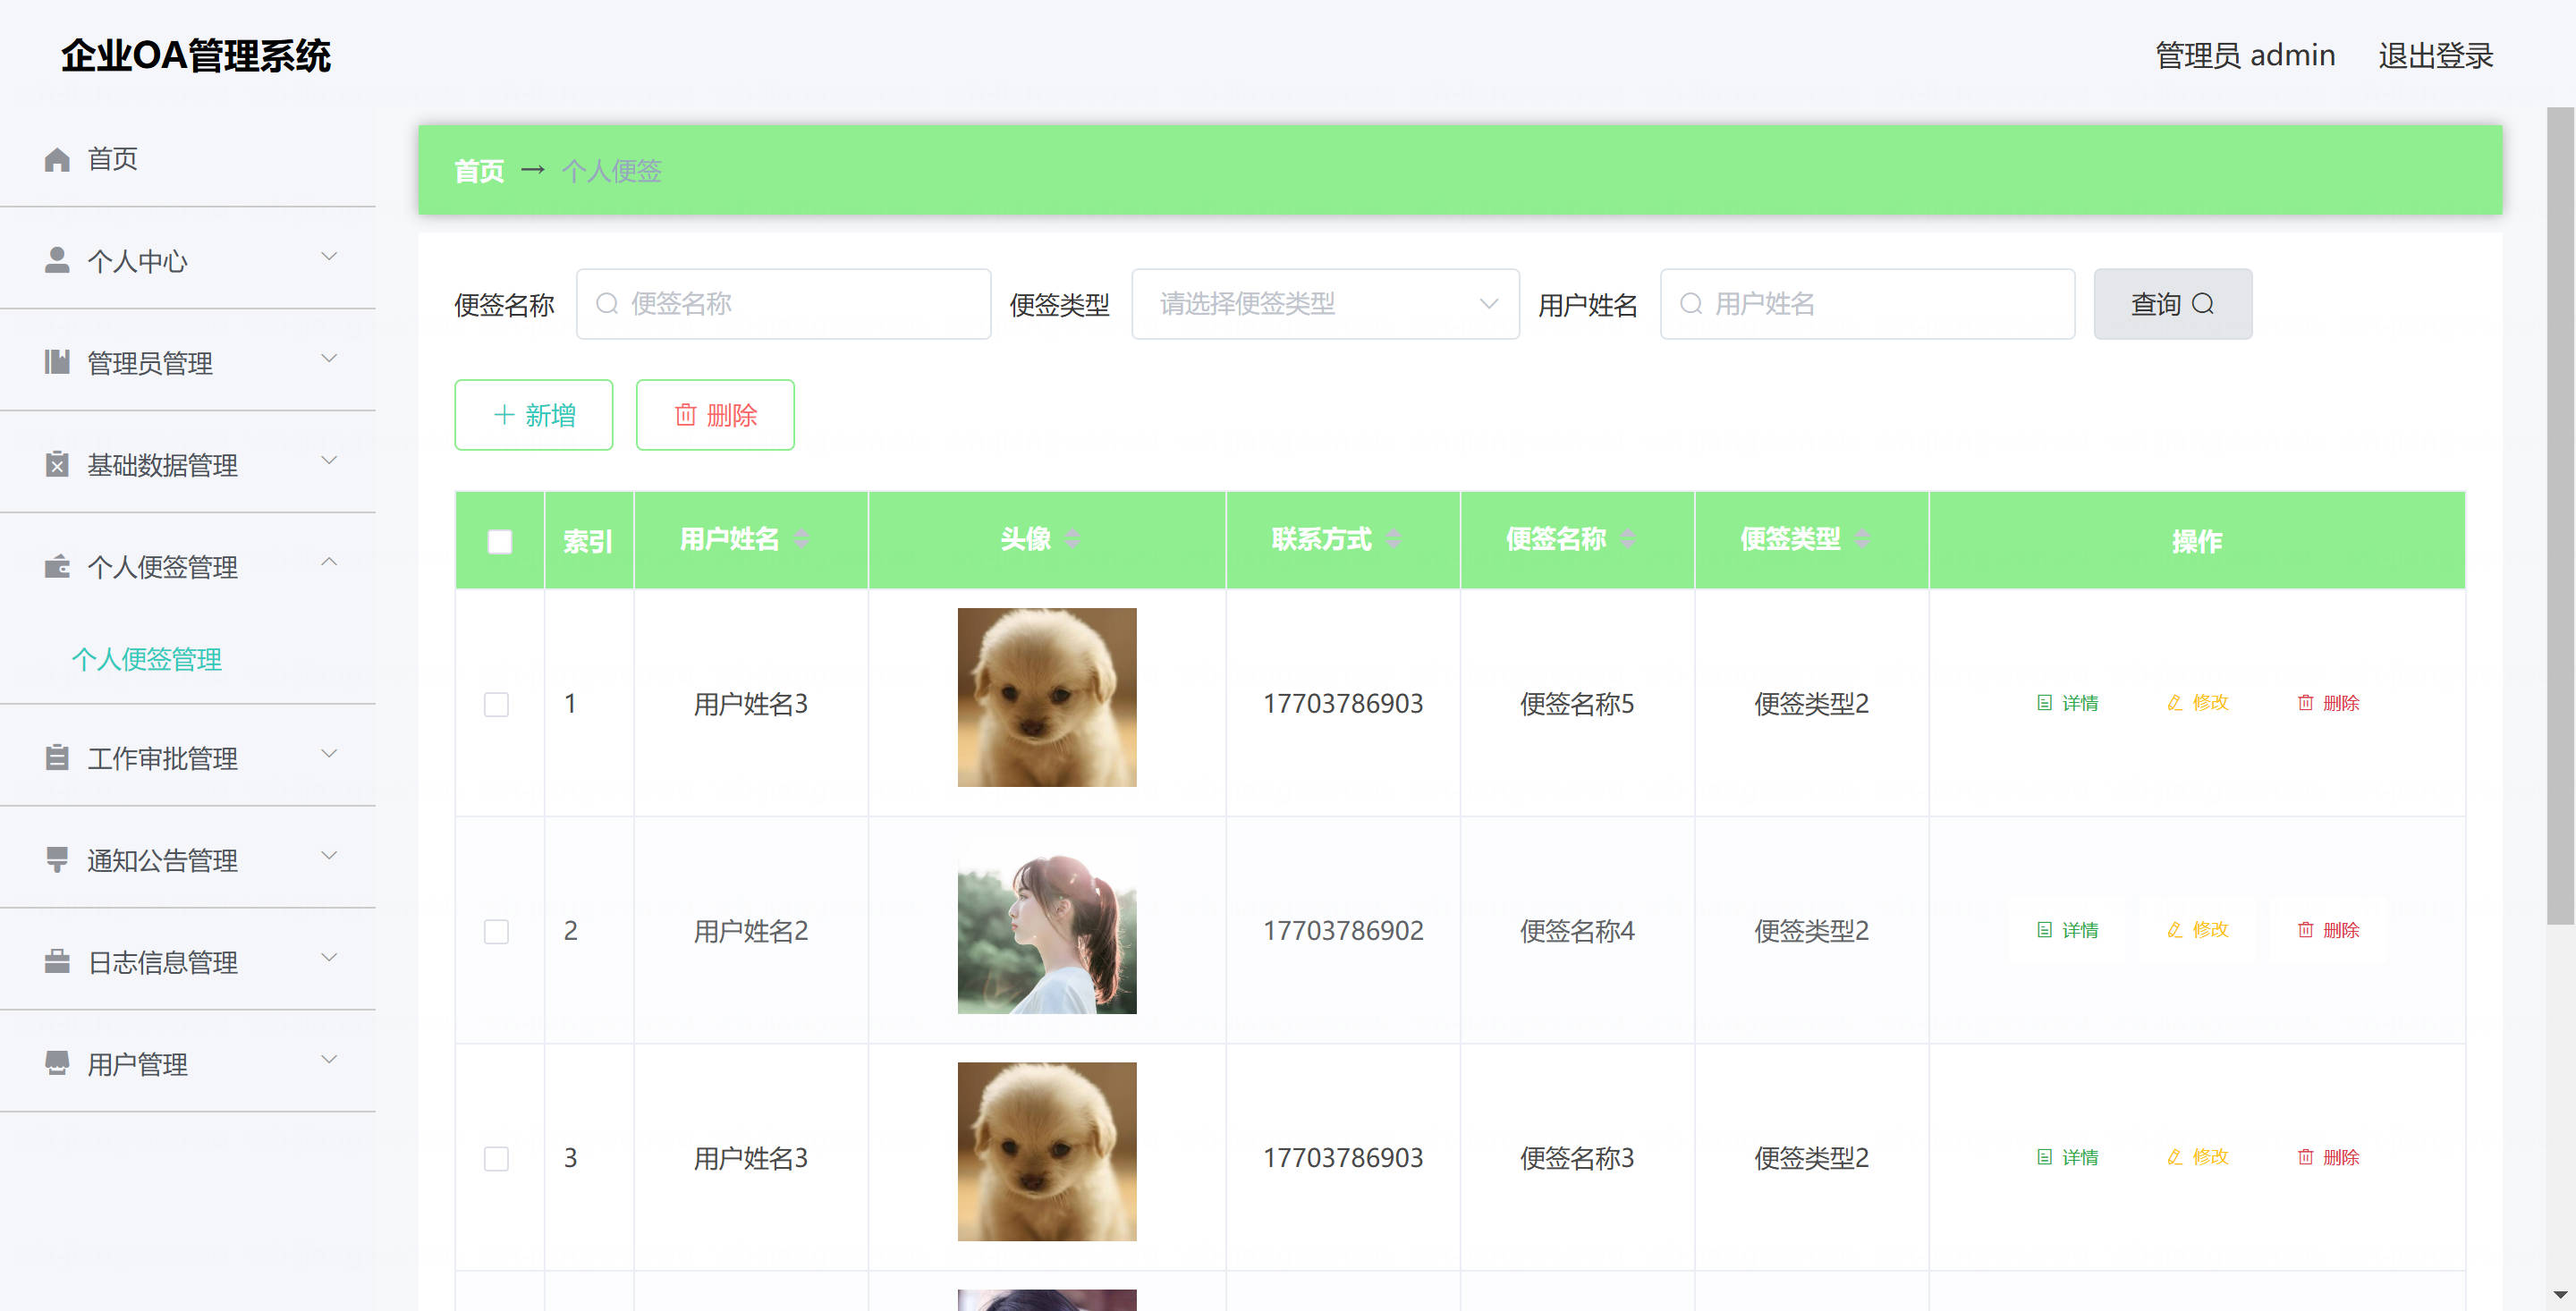 企业OA管理系统
管理员 admin 退出登录
首页
个人中心
管理员管理
基础数据管理
个人便签管理
个人便签管理
工作审批管理
通知公告管理
日志信息管理
用户管理
首页 → 个人便签
便签名称 便签名称 便签类型 请选择便签类型 用户姓名 用户姓名 查询
新增 删除
索引 用户姓名 头像 联系方式 便签名称 便签类型 操作
1 用户姓名3 17703786903 便签名称5 便签类型2 详情 修改 删除
2 用户姓名2 17703786902 便签名称4 便签类型2 详情 修改 删除
3 用户姓名3 17703786903 便签名称3 便签类型2 详情 修改 删除